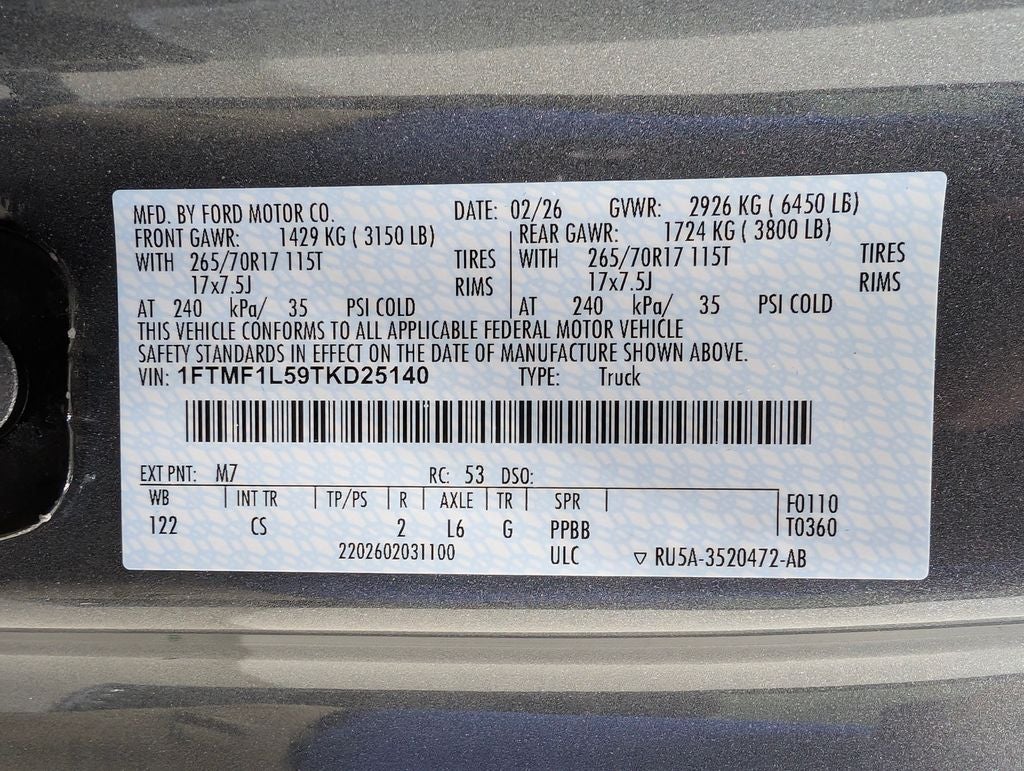 MFD. BY FORD MOTOR CO. DATE: 02/26 GVWR: 2926 KG ( 6450 LB)
FRONT GAWR: 1429 KG ( 3150 LB) REAR GAWR: 1724 KG ( 3800 LB)
WITH 265/70R17 115T TIRES WITH 265/70R17 115T TIRES
17x7.5J RIMS 17x7.5J RIMS
AT 240 kPa/ 35 PSI COLD AT 240 kPa/ 35 PSI COLD
THIS VEHICLE CONFORMS TO ALL APPLICABLE FEDERAL MOTOR VEHICLE
SAFETY STANDARDS IN EFFECT ON THE DATE OF MANUFACTURE SHOWN ABOVE.
VIN: 1FTMF1L59TKD25140 TYPE: Truck
EXT PNT: M7 RC: 53 DSO:
WB INT TR TP/PS R AXLE TR SPR F0110
122 CS 2 L6 G PPBB T0360
2202602031100 ULC ▽ RU5A-3520472-AB